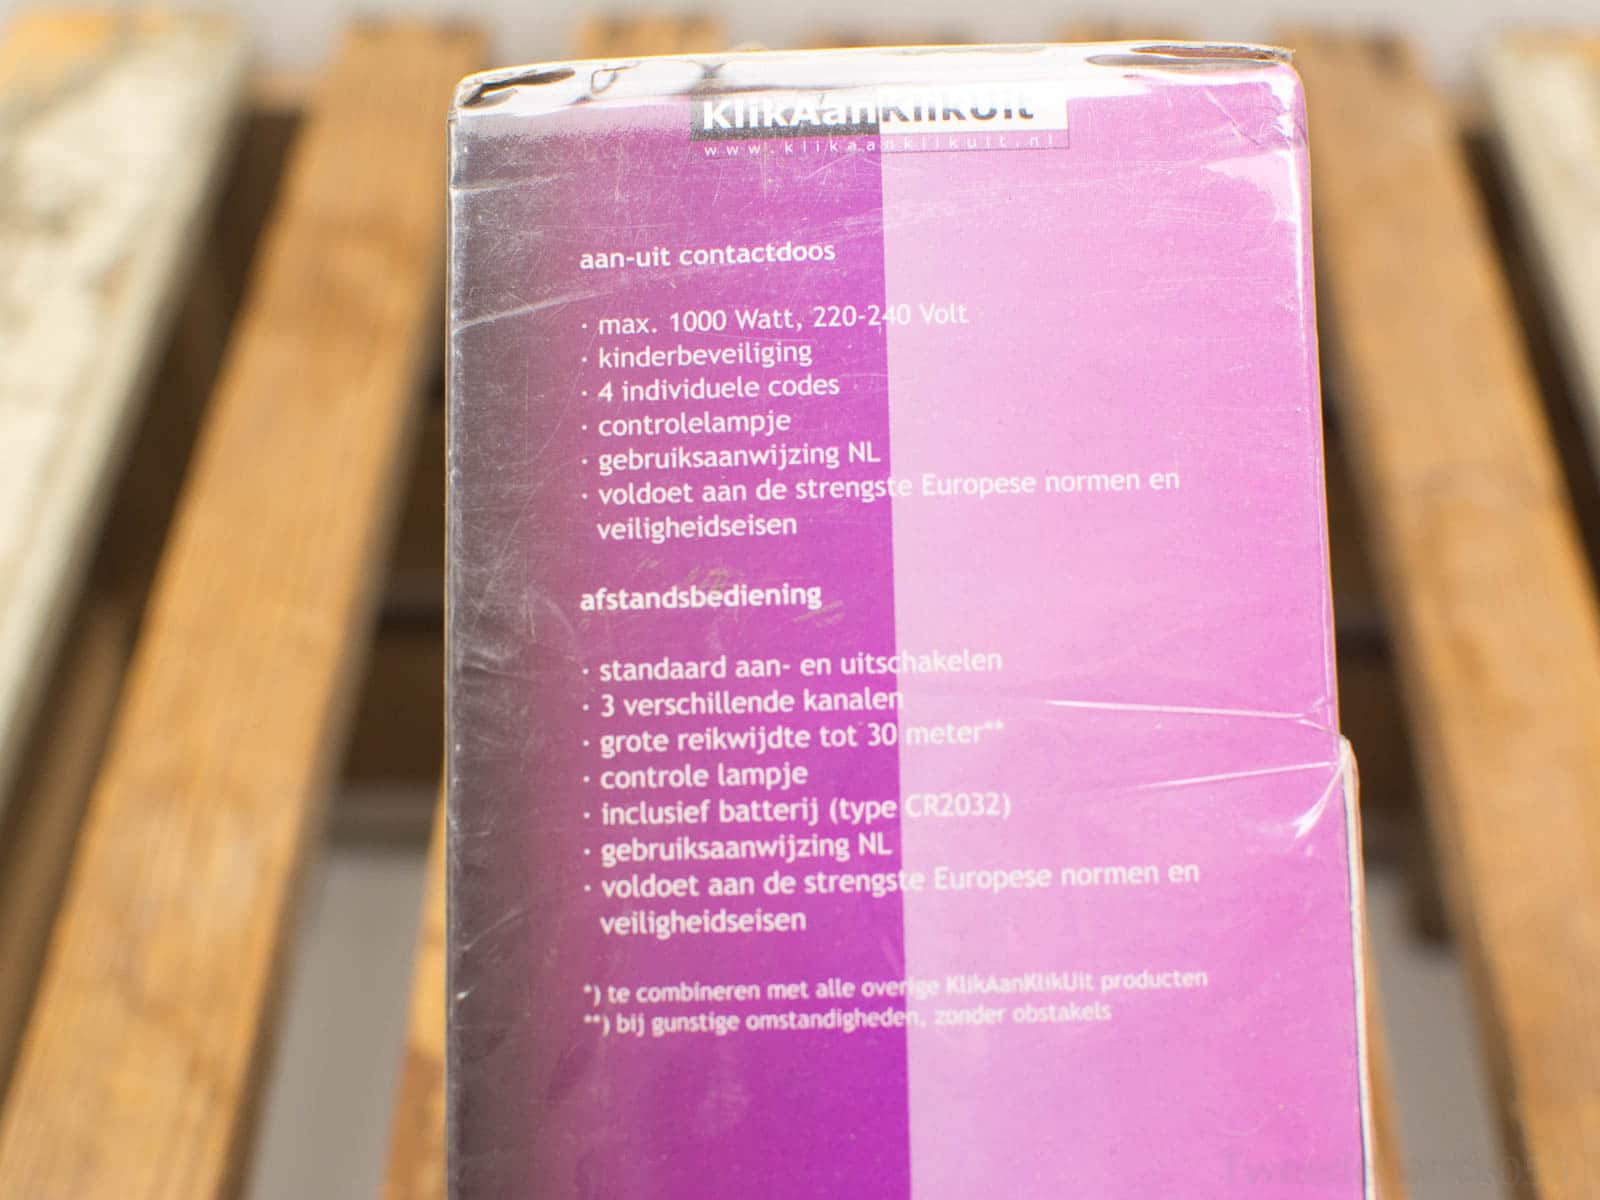 KlikAanKlikUit
www.klikaanklikuit.nl
aan-uit contactdoos
· max. 1000 Watt, 220-240 Volt
· kinderbeveiliging
· 4 individuele codes
· controlelampje
· gebruiksaanwijzing NL
· voldoet aan de strengste Europese normen en
veiligheidseisen
afstandsbediening
· standaard aan- en uitschakelen
· 3 verschillende kanalen
· grote reikwijdte tot 30 meter**
· controle lampje
· inclusief batterij (type CR2032)
· gebruiksaanwijzing NL
· voldoet aan de strengste Europese normen en
veiligheidseisen
*) te combineren met alle overige KlikAanKlikUit producten
**) bij gunstige omstandigheden, zonder obstakels